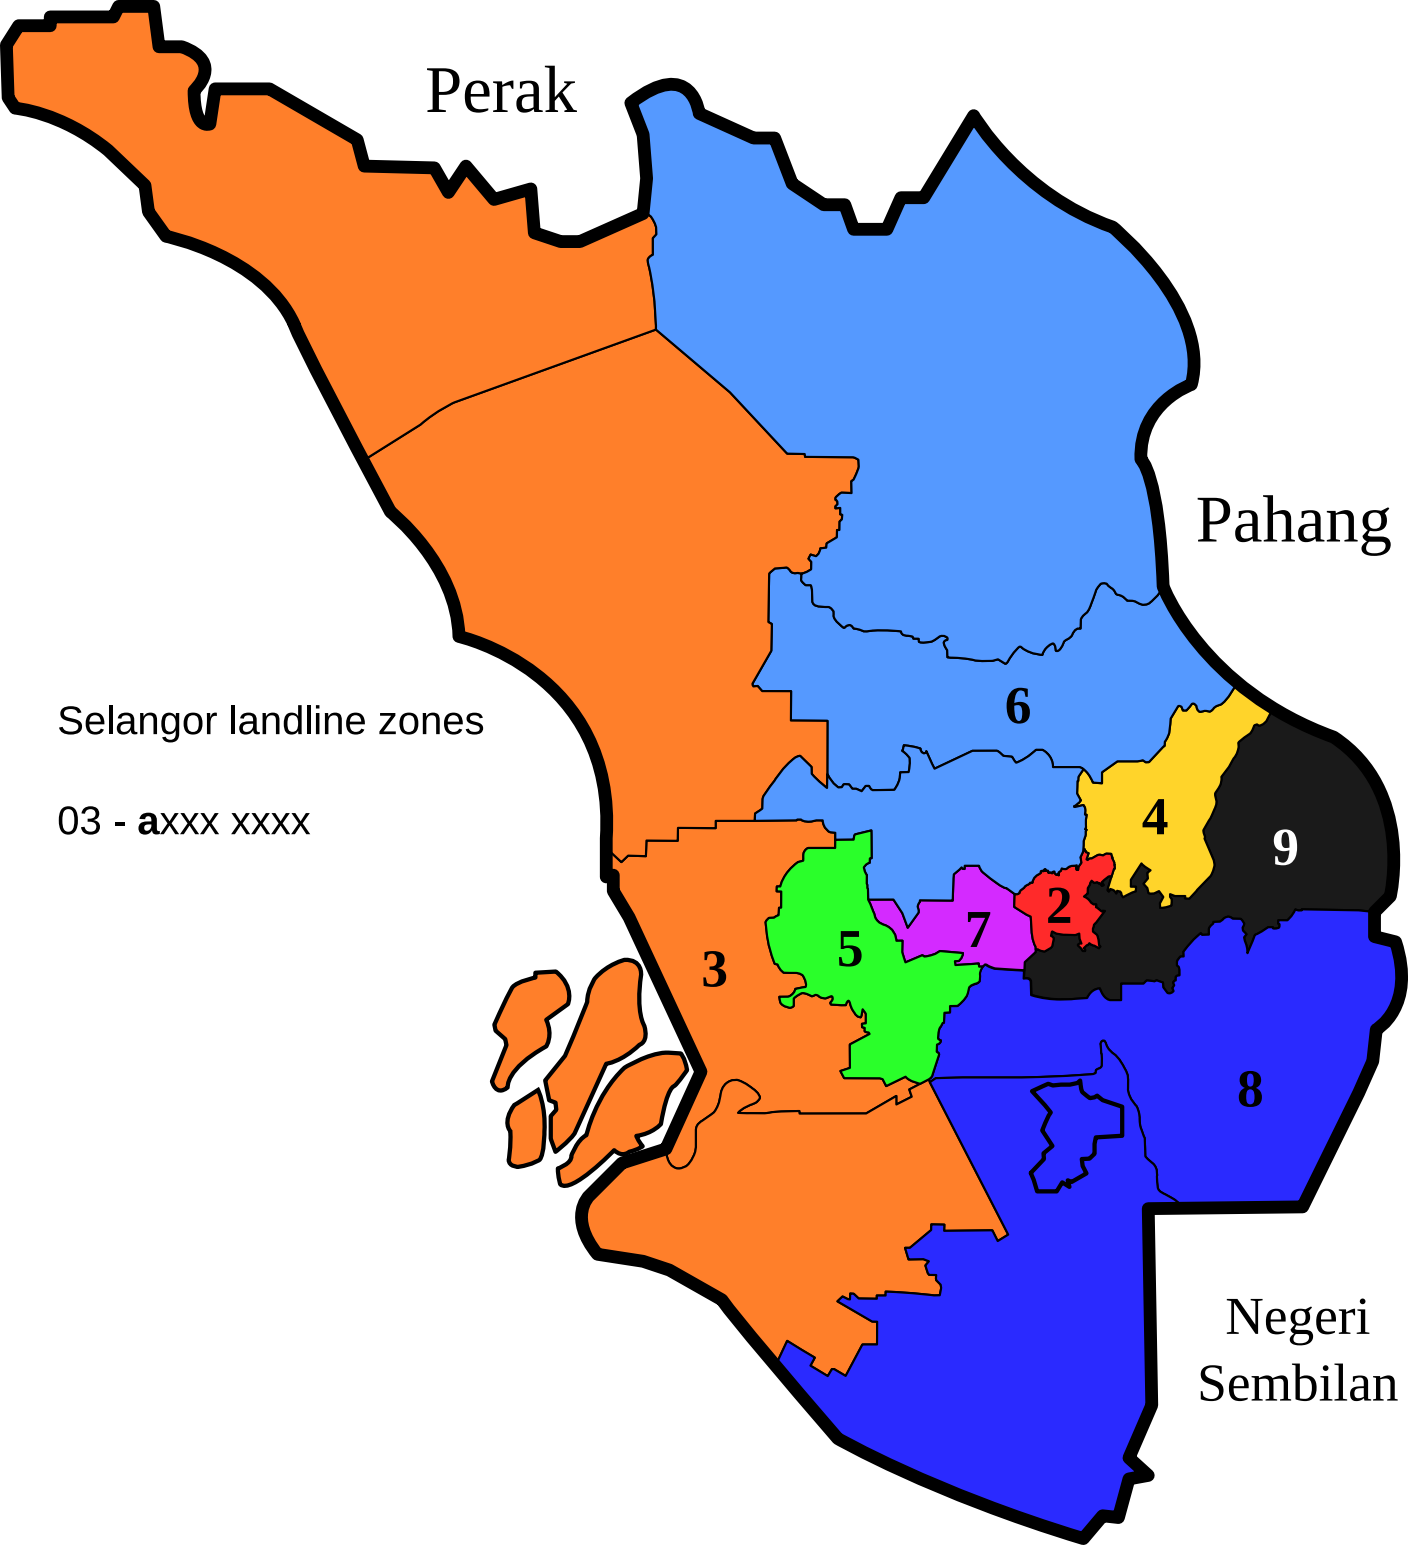 Perak
Pahang
6
Selangor landline zones
03 - axxx xxxx
4
9
2
7
5
3
8
Negeri
Sembilan